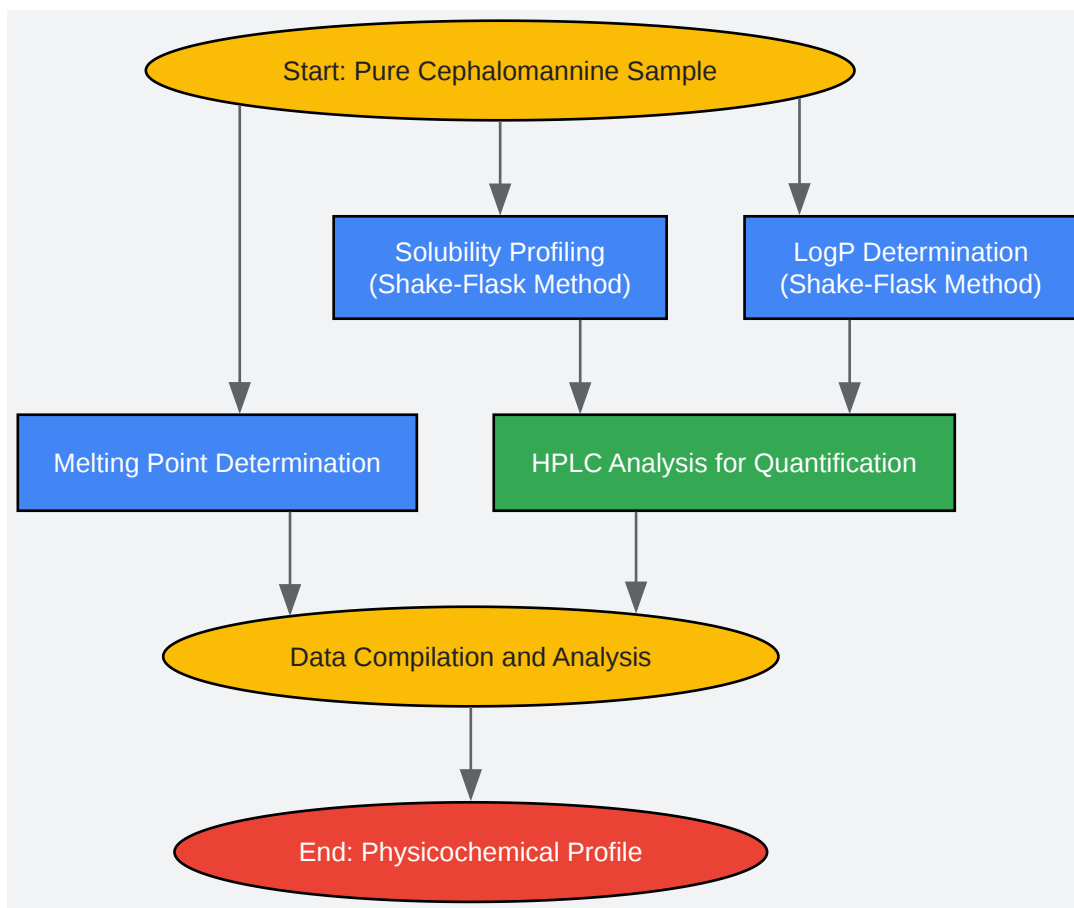 Start: Pure Cephalomannine Sample
Solubility Profiling
(Shake-Flask Method)
LogP Determination
(Shake-Flask Method)
Melting Point Determination
HPLC Analysis for Quantification
Data Compilation and Analysis
End: Physicochemical Profile